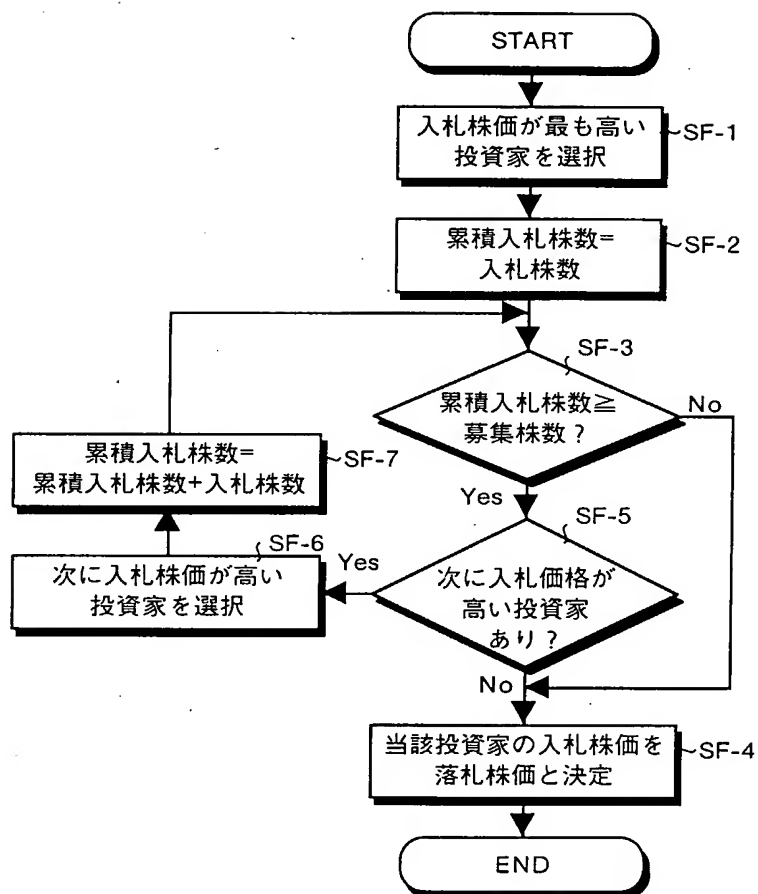 START
入札株価が最も高い
投資家を選択
SF-1
累積入札株数=
入札株数
SF-2
SF-3
累積入札株数≧
募集株数?
No
Yes
累積入札株数=
累積入札株数+入札株数
SF-7
SF-5
次に入札価格が
高い投資家
あり?
Yes
SF-6
次に入札株価が高い
投資家を選択
No
当該投資家の入札株価を
落札株価と決定
SF-4
END